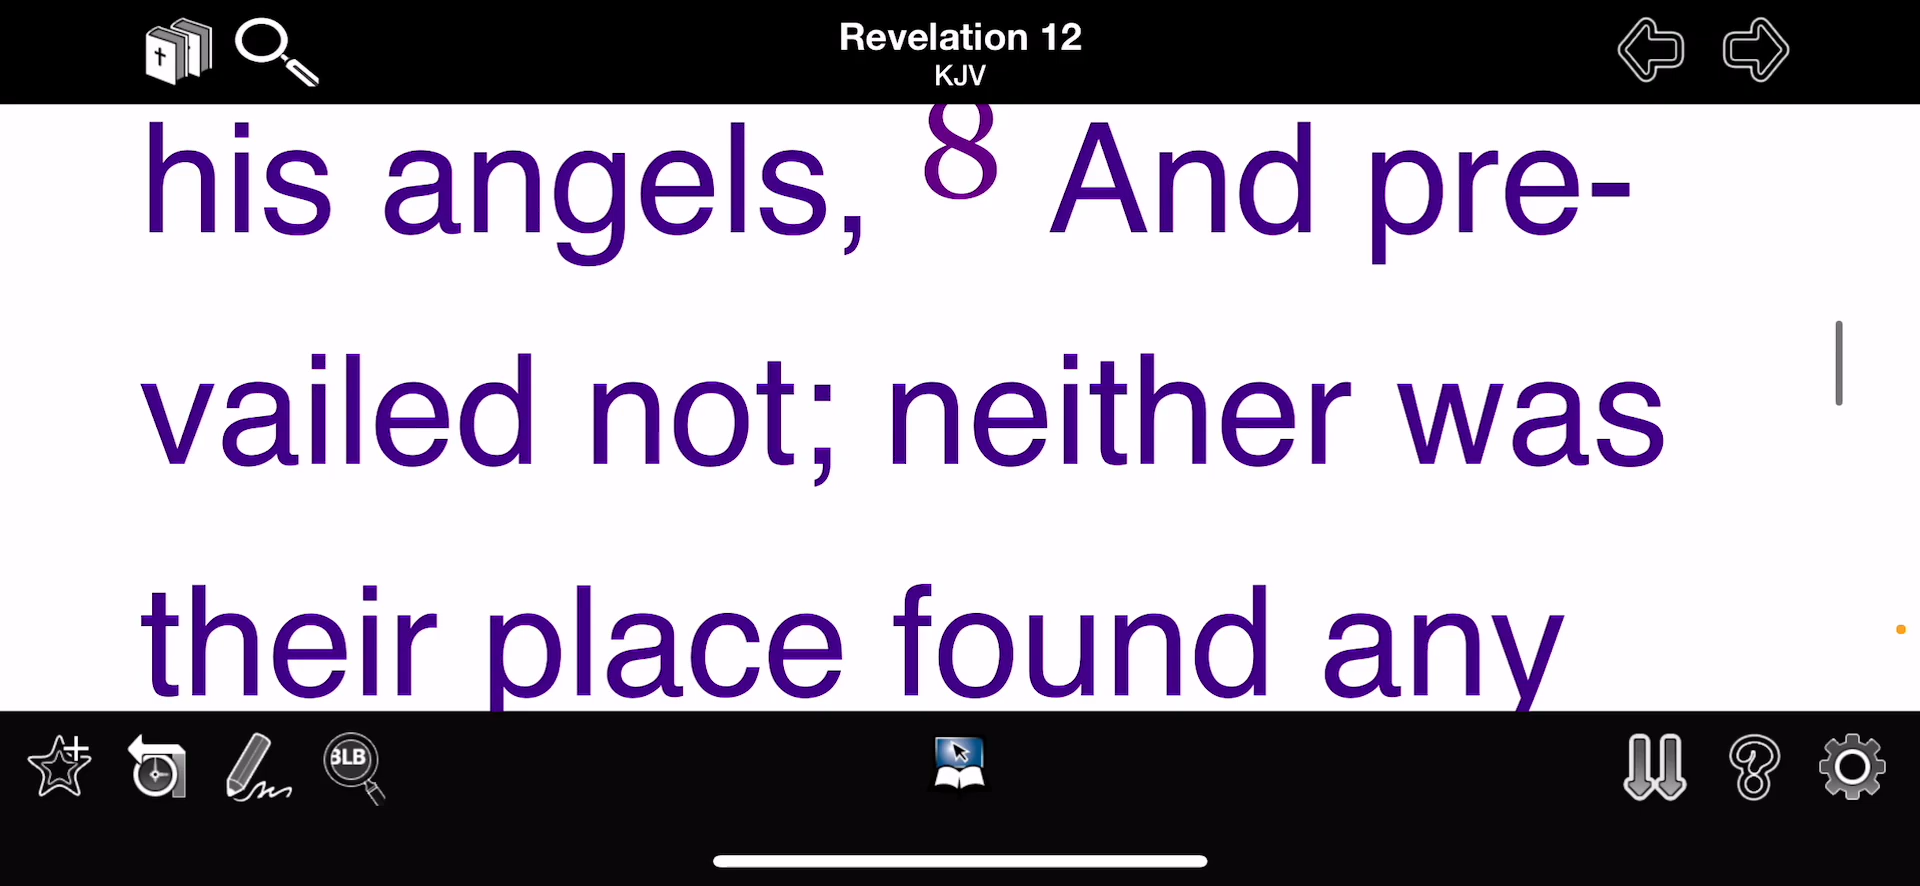 Revelation 12
KJV
his angels, 8 And pre-
vailed not; neither was
their place found any
BLB